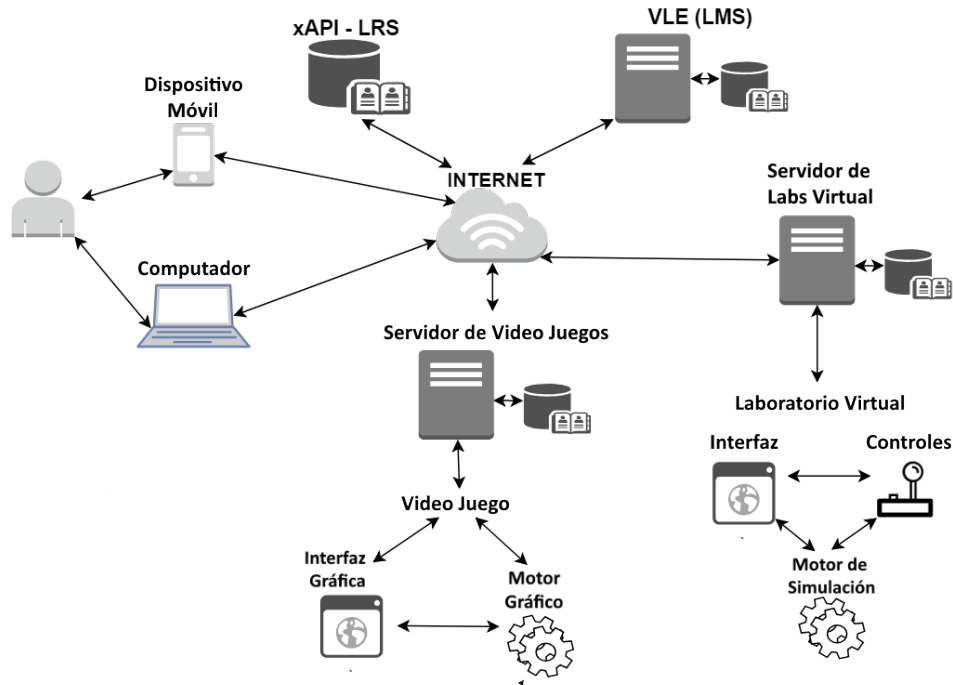 xAPI - LRS
VLE (LMS)
Dispositivo
Móvil
INTERNET
Servidor de
Labs Virtual
Computador
Servidor de Video Juegos
Laboratorio Virtual
Interfaz
Controles
Video Juego
Interfaz
Gráfica
Motor
Gráfico
Motor de
Simulación